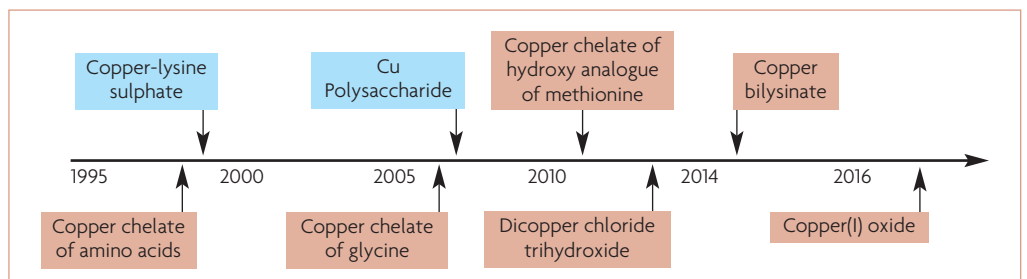 Copper-lysine
sulphate
Cu
Polysaccharide
Copper chelate of
hydroxy analogue
of methionine
Copper
bilysinate
1995
2000
2005
2010
2014
2016
Copper chelate
of amino acids
Copper chelate
of glycine
Dicopper chloride
trihydroxide
Copper(I) oxide